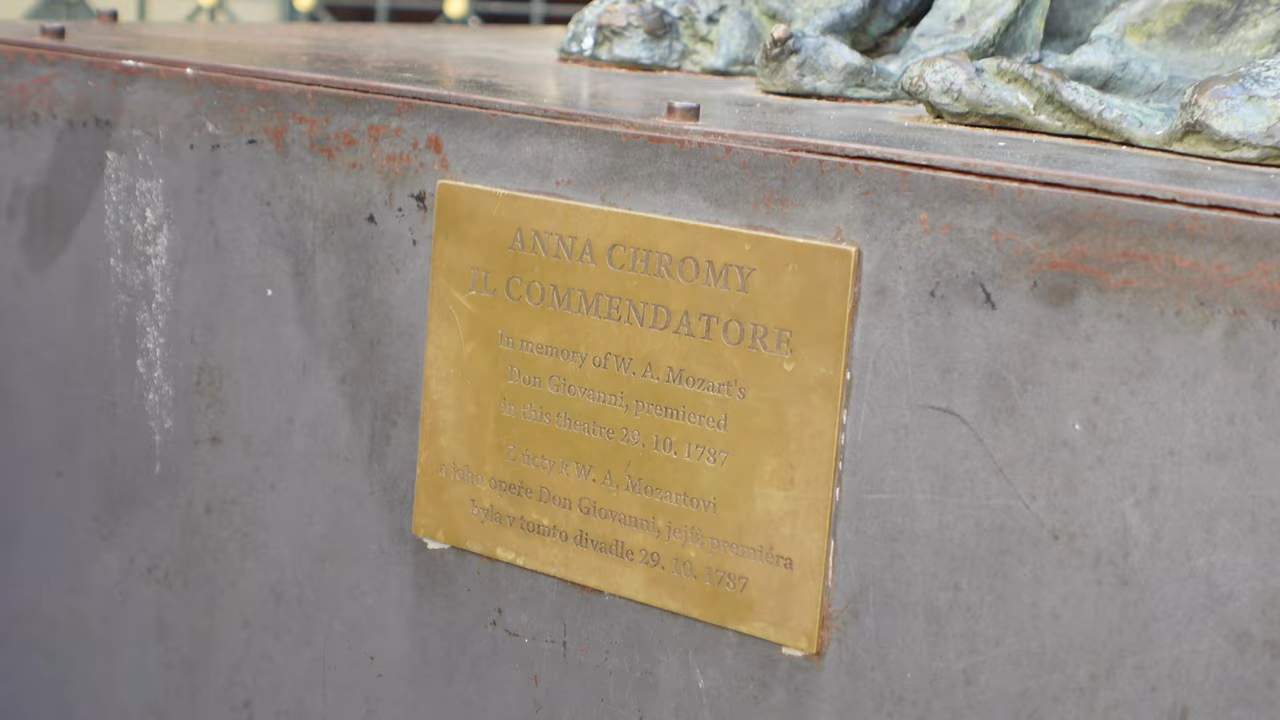 ANNA CHROMY
IL COMMENDATORE
In memory of W. A. Mozart's
Don Giovanni, premiered
in this theatre 29. 10. 1787
Z úcty k W. A. Mozartovi
a jeho opeře Don Giovanni, jejíž premiéra
byla v tomto divadle 29. 10. 1787